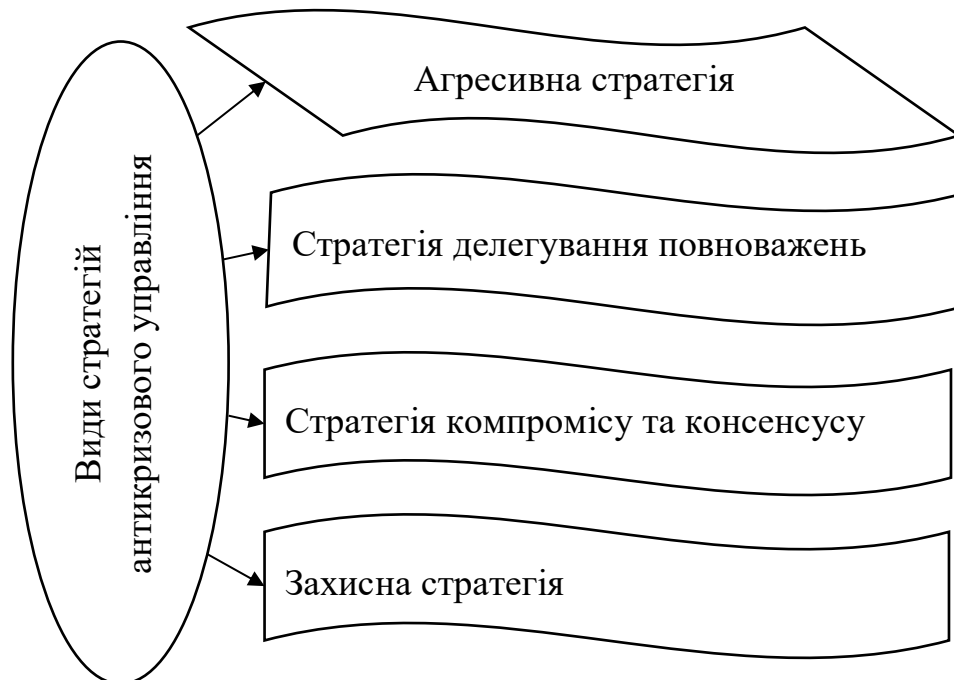 Види стратегій
антикризового управління
Агресивна стратегія
Стратегія делегування повноважень
Стратегія компромісу та консенсусу
Захисна стратегія